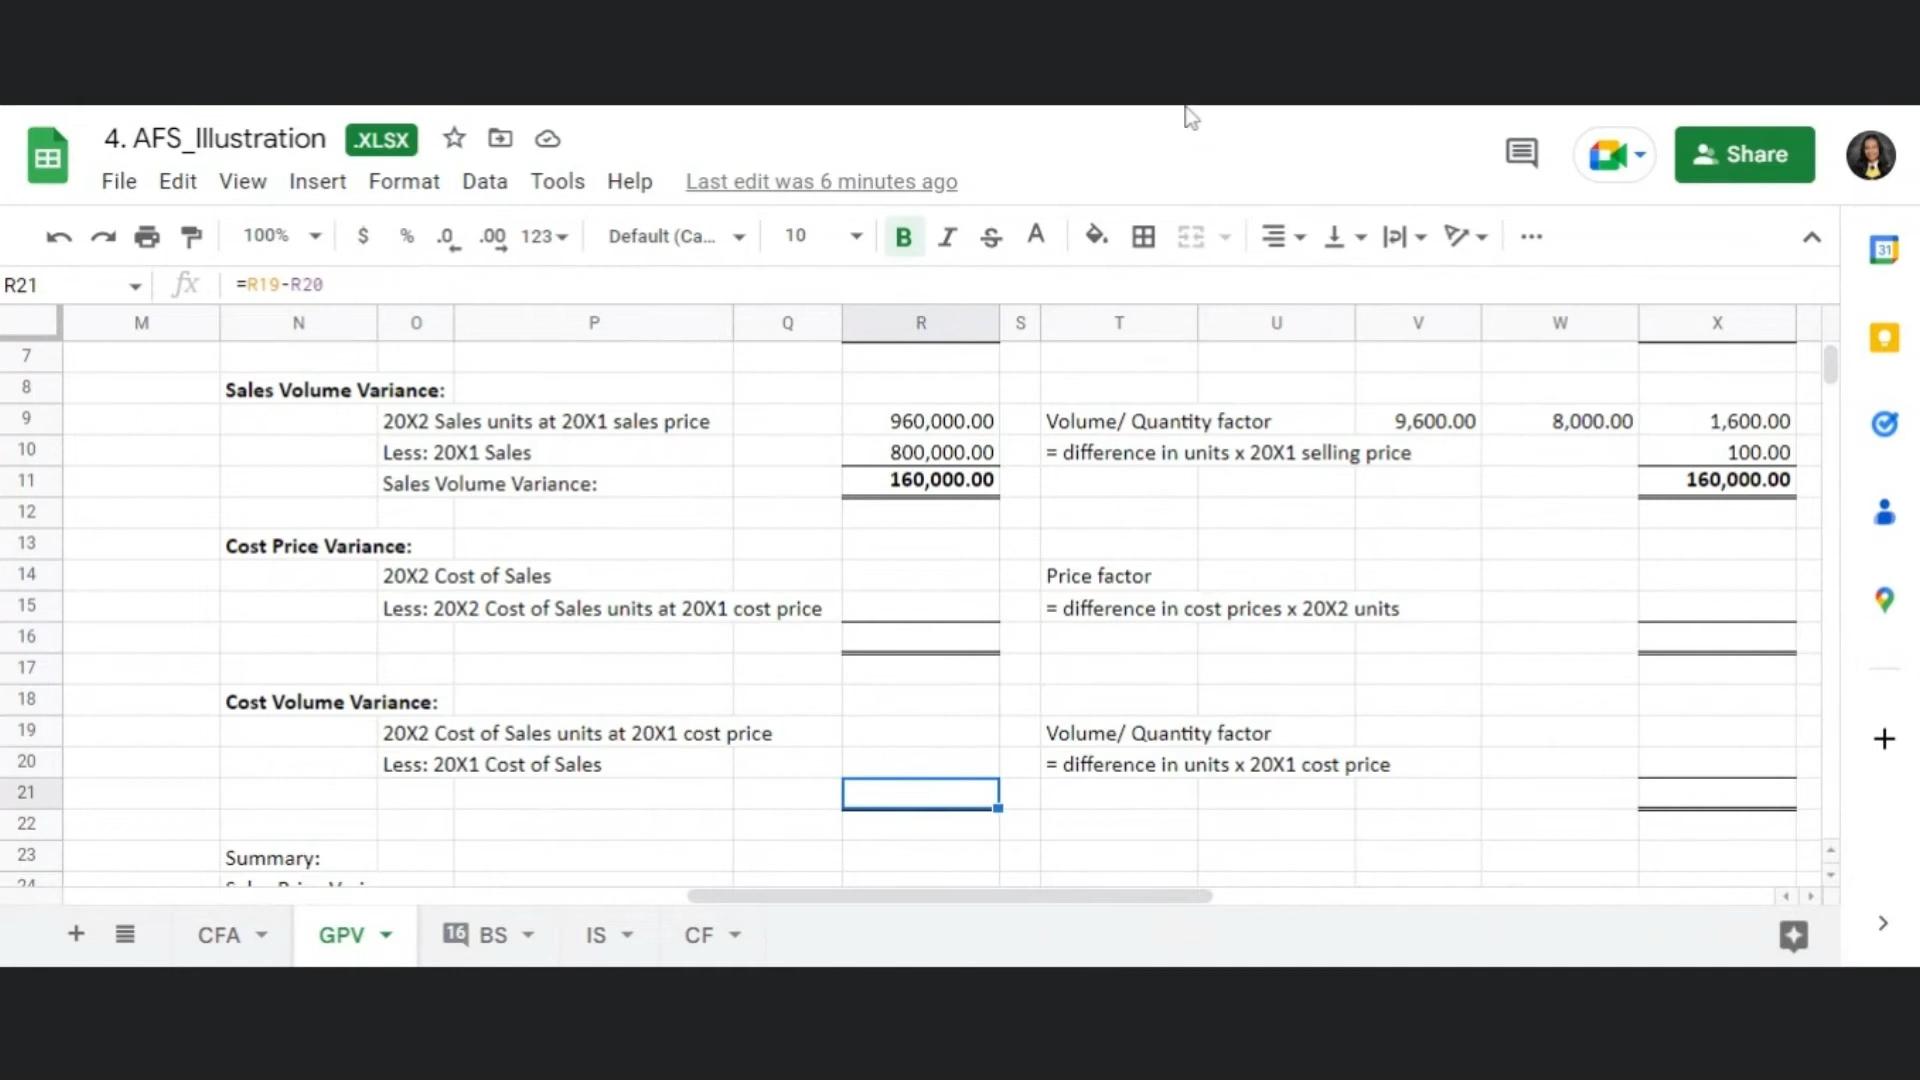 4. AFS_Illustration .XLSX
File Edit View Insert Format Data Tools Help Last edit was 6 minutes ago
Share
100% $ % .0 .00 123 Default (Ca... 10 B I S A
31
R21 fx =R19-R20
M N O P Q R S T U V W X
7
8 Sales Volume Variance:
9 20X2 Sales units at 20X1 sales price 960,000.00 Volume/ Quantity factor 9,600.00 8,000.00 1,600.00
10 Less: 20X1 Sales 800,000.00 = difference in units x 20X1 selling price 100.00
11 Sales Volume Variance: 160,000.00 160,000.00
12
13 Cost Price Variance:
14 20X2 Cost of Sales Price factor
15 Less: 20X2 Cost of Sales units at 20X1 cost price = difference in cost prices x 20X2 units
16
17
18 Cost Volume Variance:
19 20X2 Cost of Sales units at 20X1 cost price Volume/ Quantity factor
20 Less: 20X1 Cost of Sales = difference in units x 20X1 cost price
21
22
23 Summary:
24
CFA GPV 16 BS IS CF